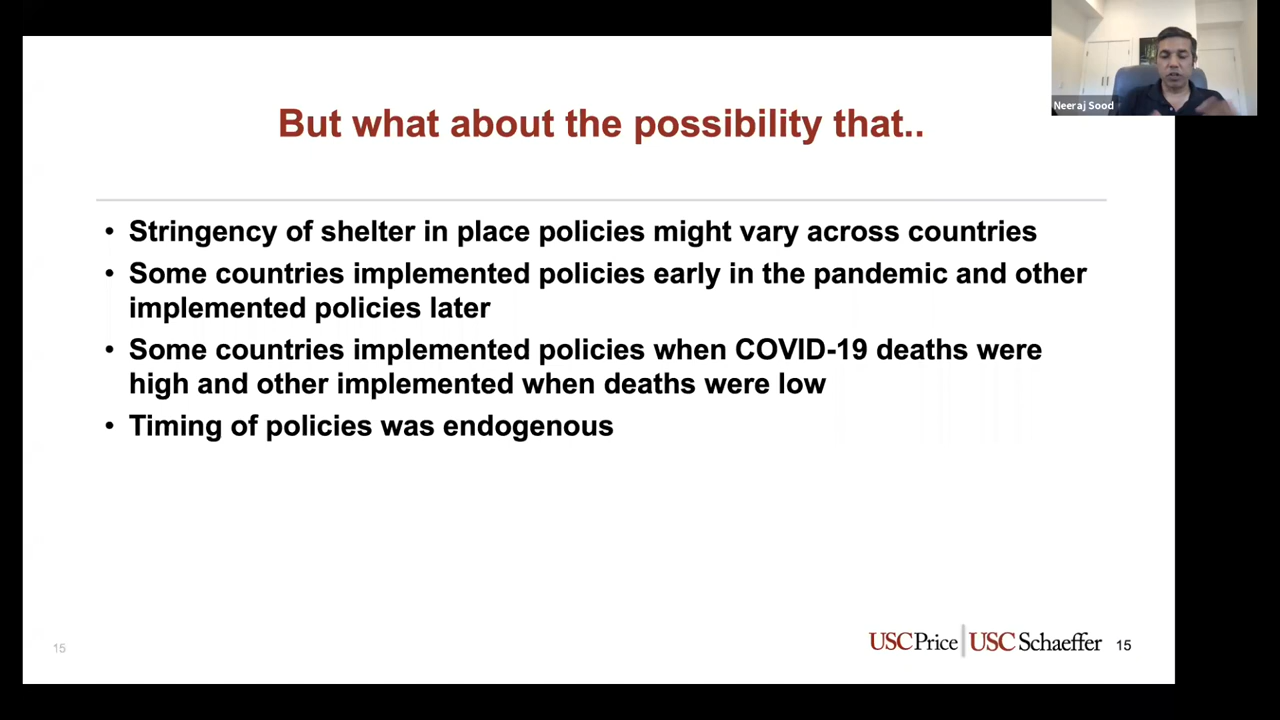 Neeraj Sood
But what about the possibility that..
• Stringency of shelter in place policies might vary across countries
• Some countries implemented policies early in the pandemic and other
implemented policies later
• Some countries implemented policies when COVID-19 deaths were
high and other implemented when deaths were low
• Timing of policies was endogenous
15
USCPrice | USC Schaeffer 15